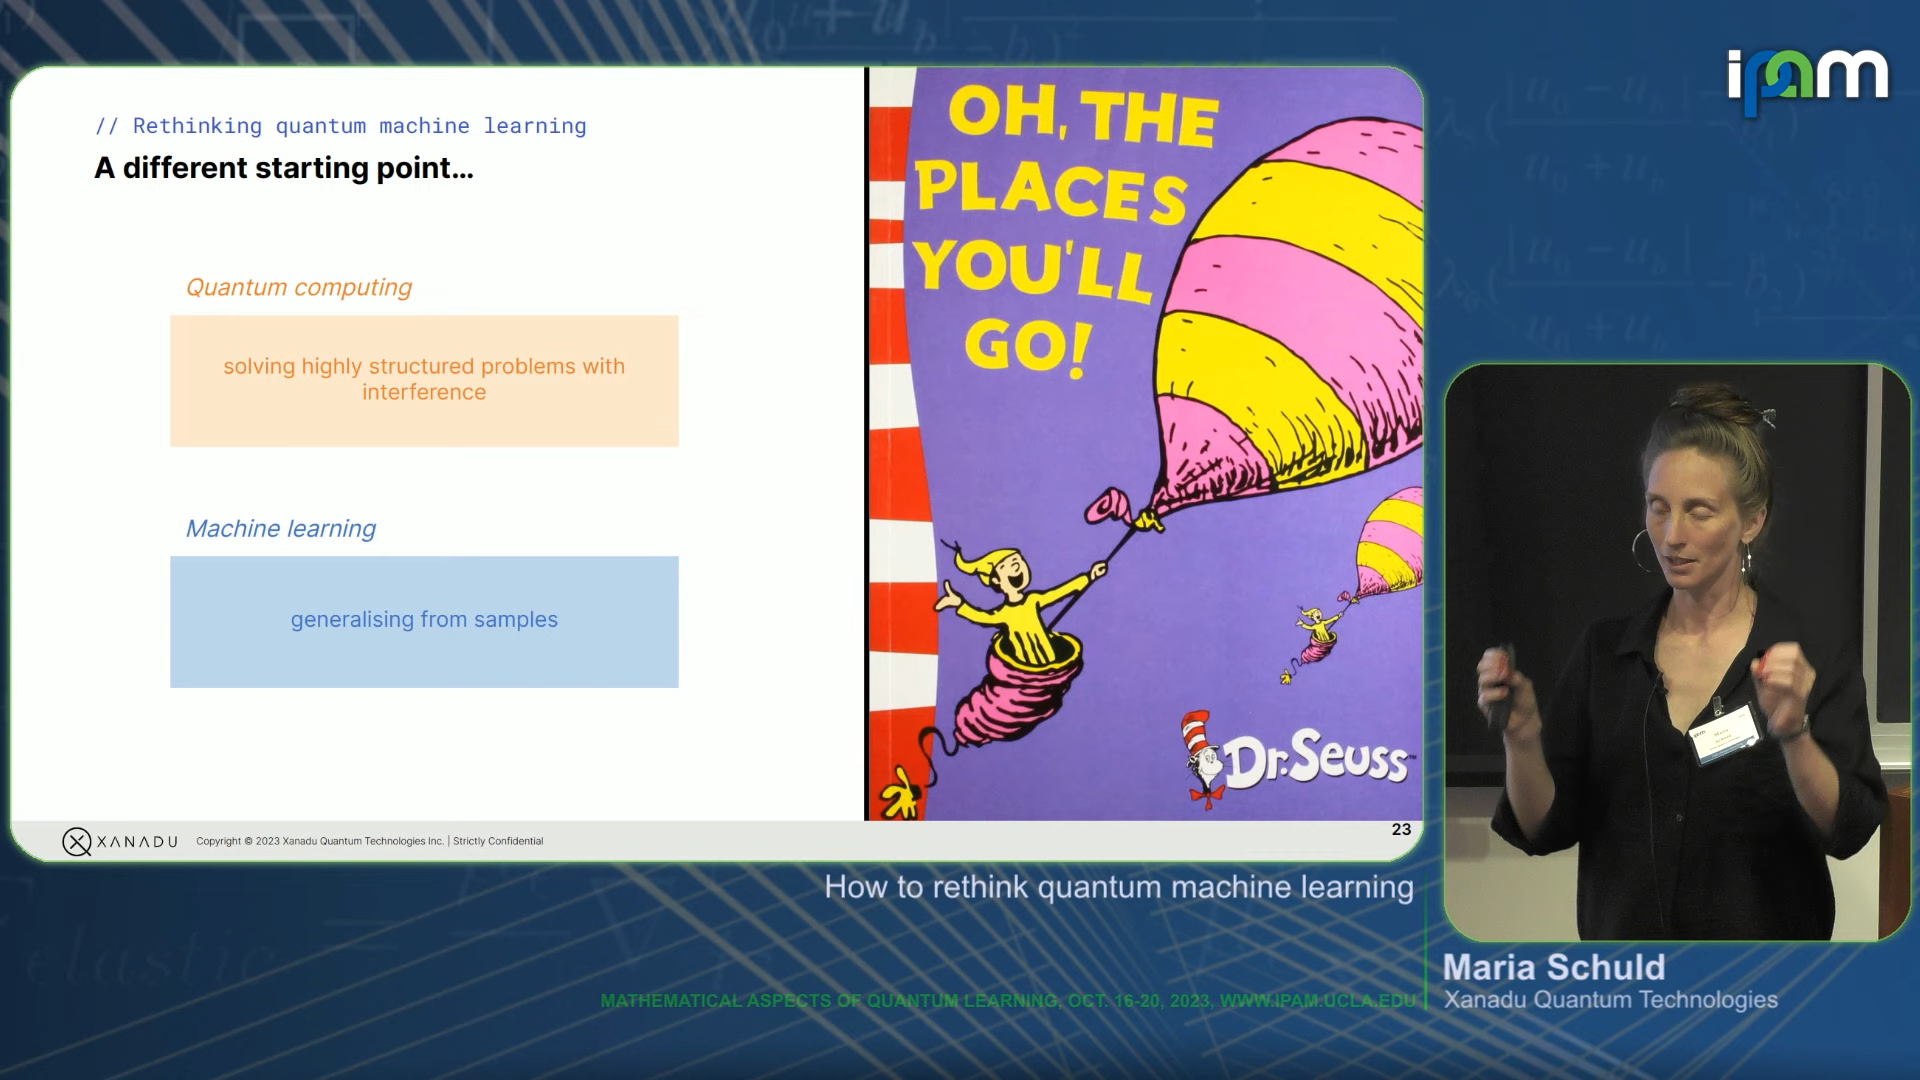 // Rethinking quantum machine learning
A different starting point...
Quantum computing
solving highly structured problems with
interference
Machine learning
generalising from samples
OH, THE
PLACES
YOU'LL
GO!
Dr. Seuss™
XANADU
Copyright © 2023 Xanadu Quantum Technologies Inc. | Strictly Confidential
23
ipam
How to rethink quantum machine learning
Maria Schuld
Xanadu Quantum Technologies
MATHEMATICAL ASPECTS OF QUANTUM LEARNING, OCT. 16-20, 2023, WWW.IPAM.UCLA.EDU